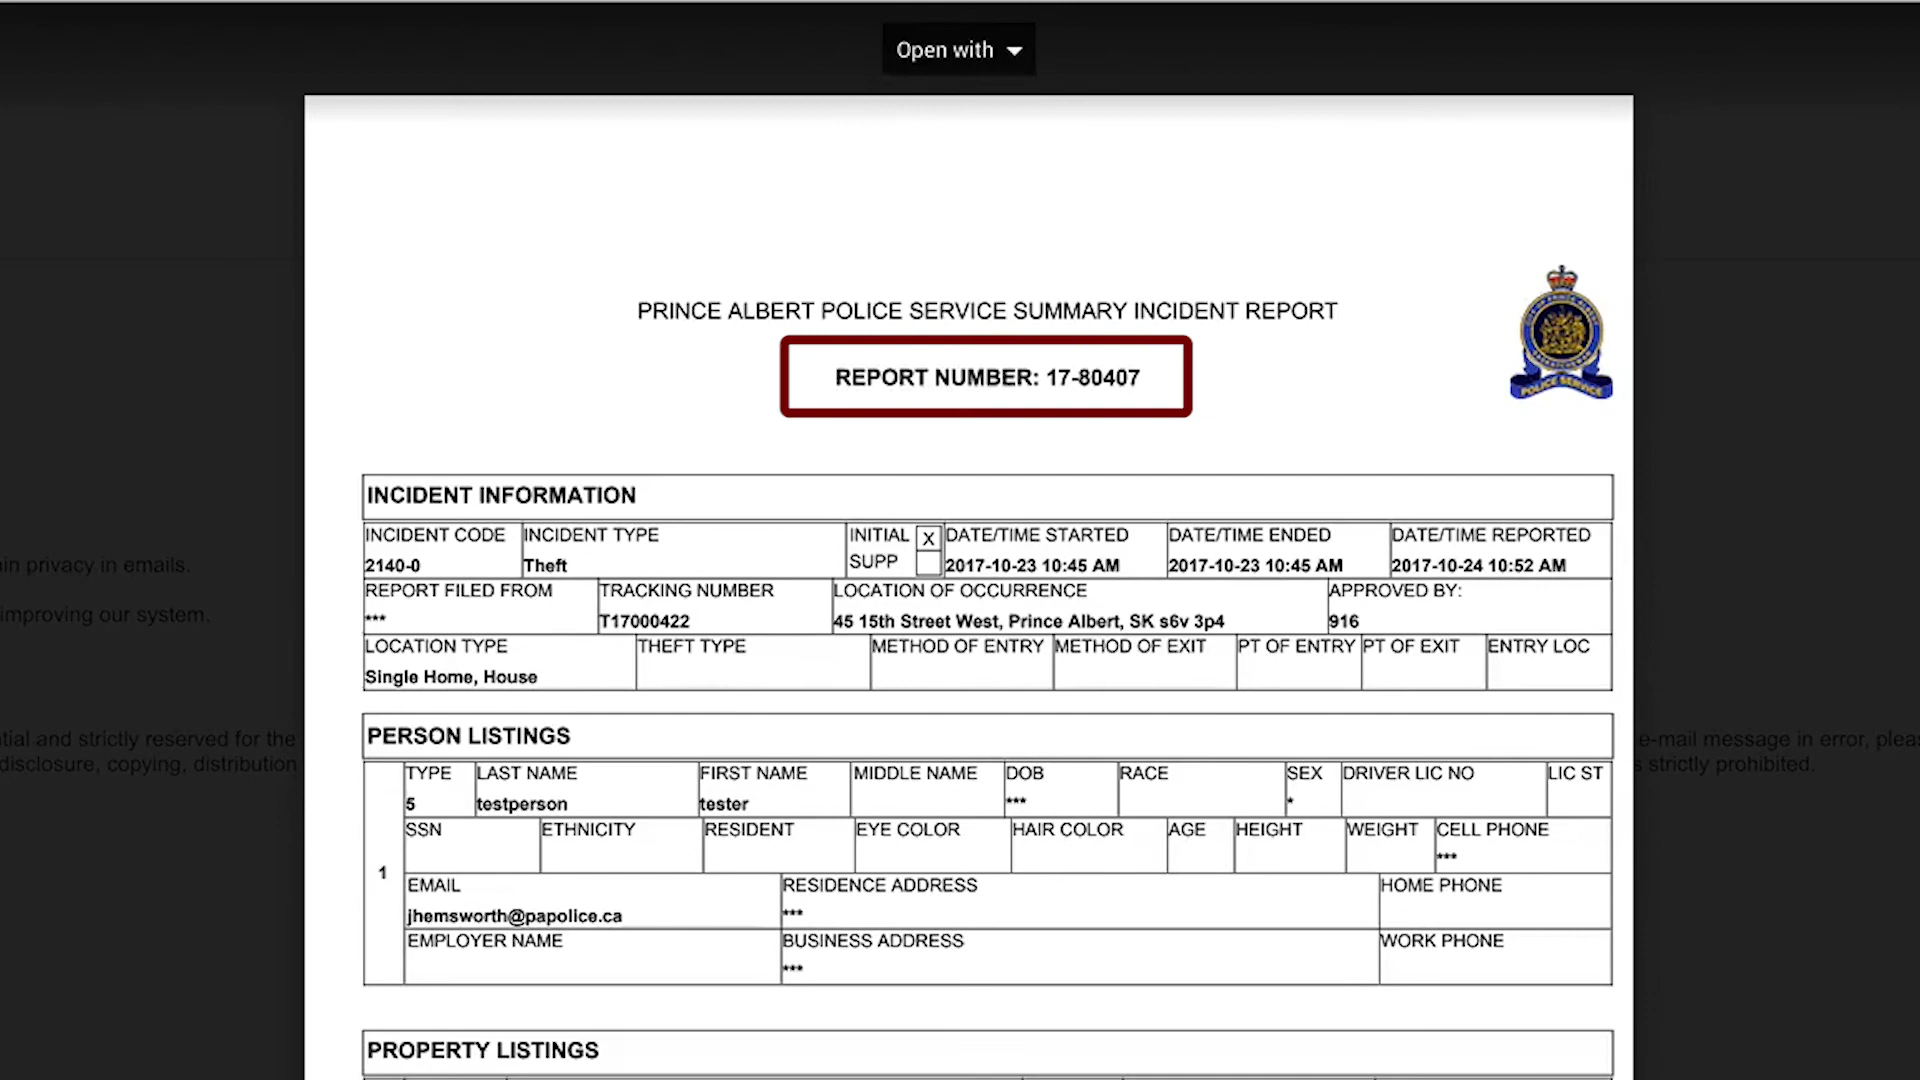 Open with
PRINCE ALBERT POLICE SERVICE SUMMARY INCIDENT REPORT
REPORT NUMBER: 17-80407
POLICE SERVICE
INCIDENT INFORMATION
INCIDENT CODE INCIDENT TYPE INITIAL X DATE/TIME STARTED DATE/TIME ENDED DATE/TIME REPORTED
2140-0 Theft SUPP 2017-10-23 10:45 AM 2017-10-23 10:45 AM 2017-10-24 10:52 AM
in privacy in emails.
REPORT FILED FROM TRACKING NUMBER LOCATION OF OCCURRENCE APPROVED BY:
*** T17000422 45 15th Street West, Prince Albert, SK s6v 3p4 916
improving our system.
LOCATION TYPE THEFT TYPE METHOD OF ENTRY METHOD OF EXIT PT OF ENTRY PT OF EXIT ENTRY LOC
Single Home, House
PERSON LISTINGS
tial and strictly reserved for the e-mail message in error, pleas
disclosure, copying, distribution s strictly prohibited.
TYPE LAST NAME FIRST NAME MIDDLE NAME DOB RACE SEX DRIVER LIC NO LIC ST
5 testperson tester *** *
SSN ETHNICITY RESIDENT EYE COLOR HAIR COLOR AGE HEIGHT WEIGHT CELL PHONE
***
1
EMAIL RESIDENCE ADDRESS HOME PHONE
jhemsworth@papolice.ca ***
EMPLOYER NAME BUSINESS ADDRESS WORK PHONE
***
PROPERTY LISTINGS